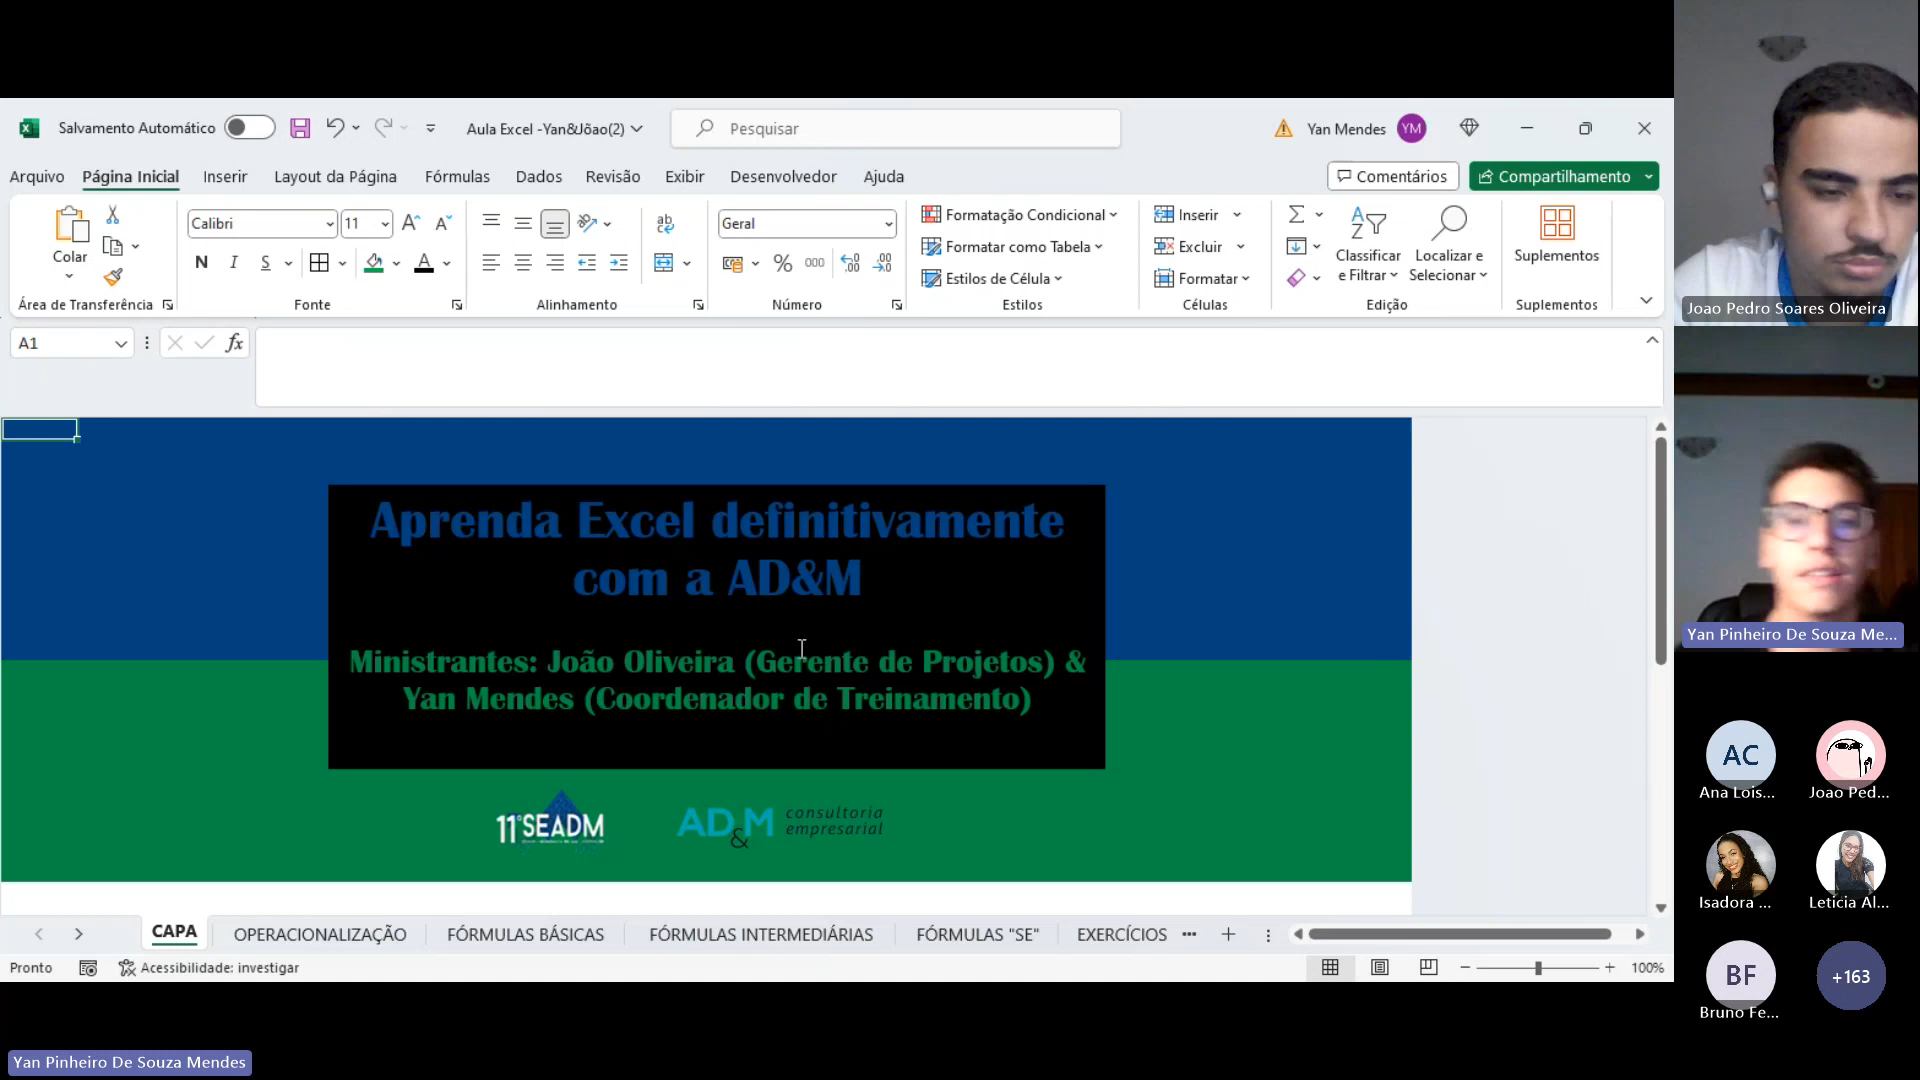 Salvamento Automático
Aula Excel -Yan&Jõao(2)
Pesquisar
Yan Mendes
YM
Arquivo
Página Inicial
Inserir
Layout da Página
Fórmulas
Dados
Revisão
Exibir
Desenvolvedor
Ajuda
Comentários
Compartilhamento
Colar
Área de Transferência
Calibri
11
N I S
Fonte
Alinhamento
Geral
% 000
Número
Formatação Condicional
Formatar como Tabela
Estilos de Célula
Estilos
Inserir
Excluir
Formatar
Células
Classificar
e Filtrar
Localizar e
Selecionar
Edição
Suplementos
Suplementos
A1
fx
Aprenda Excel definitivamente
com a AD&M
Ministrantes: João Oliveira (Gerente de Projetos) &
Yan Mendes (Coordenador de Treinamento)
11º SEADM
AD&M consultoria
empresarial
CAPA
OPERACIONALIZAÇÃO
FÓRMULAS BÁSICAS
FÓRMULAS INTERMEDIÁRIAS
FÓRMULAS "SE"
EXERCÍCIOS
Pronto
Acessibilidade: investigar
100%
Yan Pinheiro De Souza Mendes
Joao Pedro Soares Oliveira
Yan Pinheiro De Souza Me...
AC
Ana Lois...
Joao Ped...
Isadora ...
Letícia Al...
BF
Bruno Fe...
+163